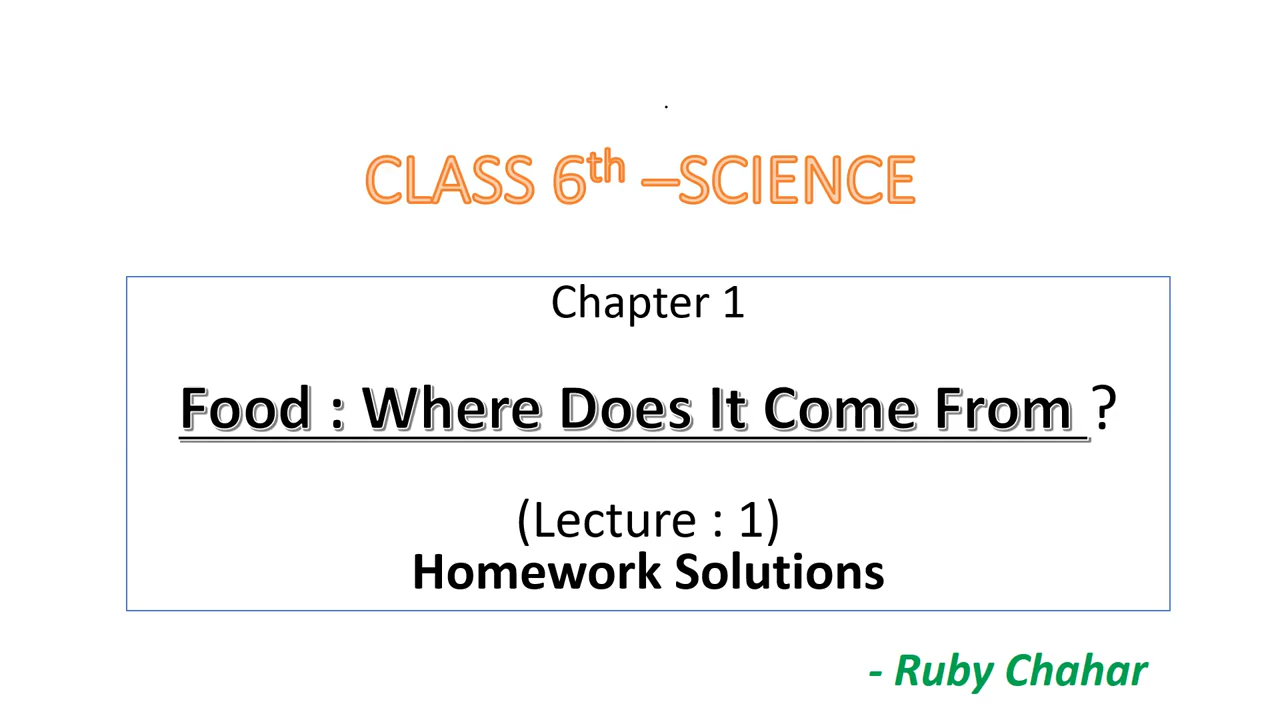 CLASS 6th –SCIENCE
Chapter 1
Food : Where Does It Come From ?
(Lecture : 1)
Homework Solutions
- Ruby Chahar